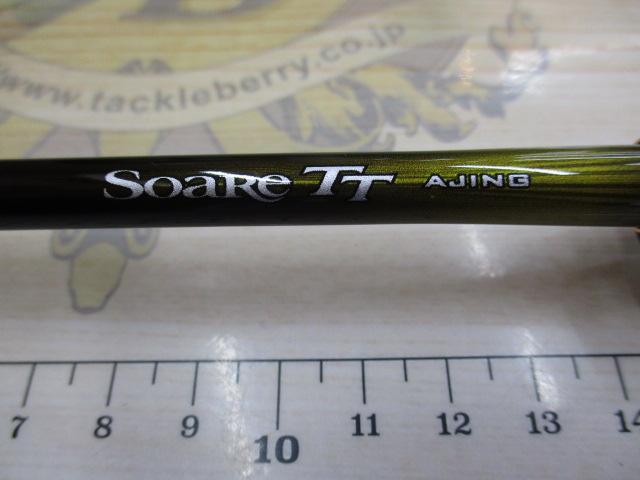 www.tackleberry.co.jp
Soare TT AJING
7 8 9 10 11 12 13 14